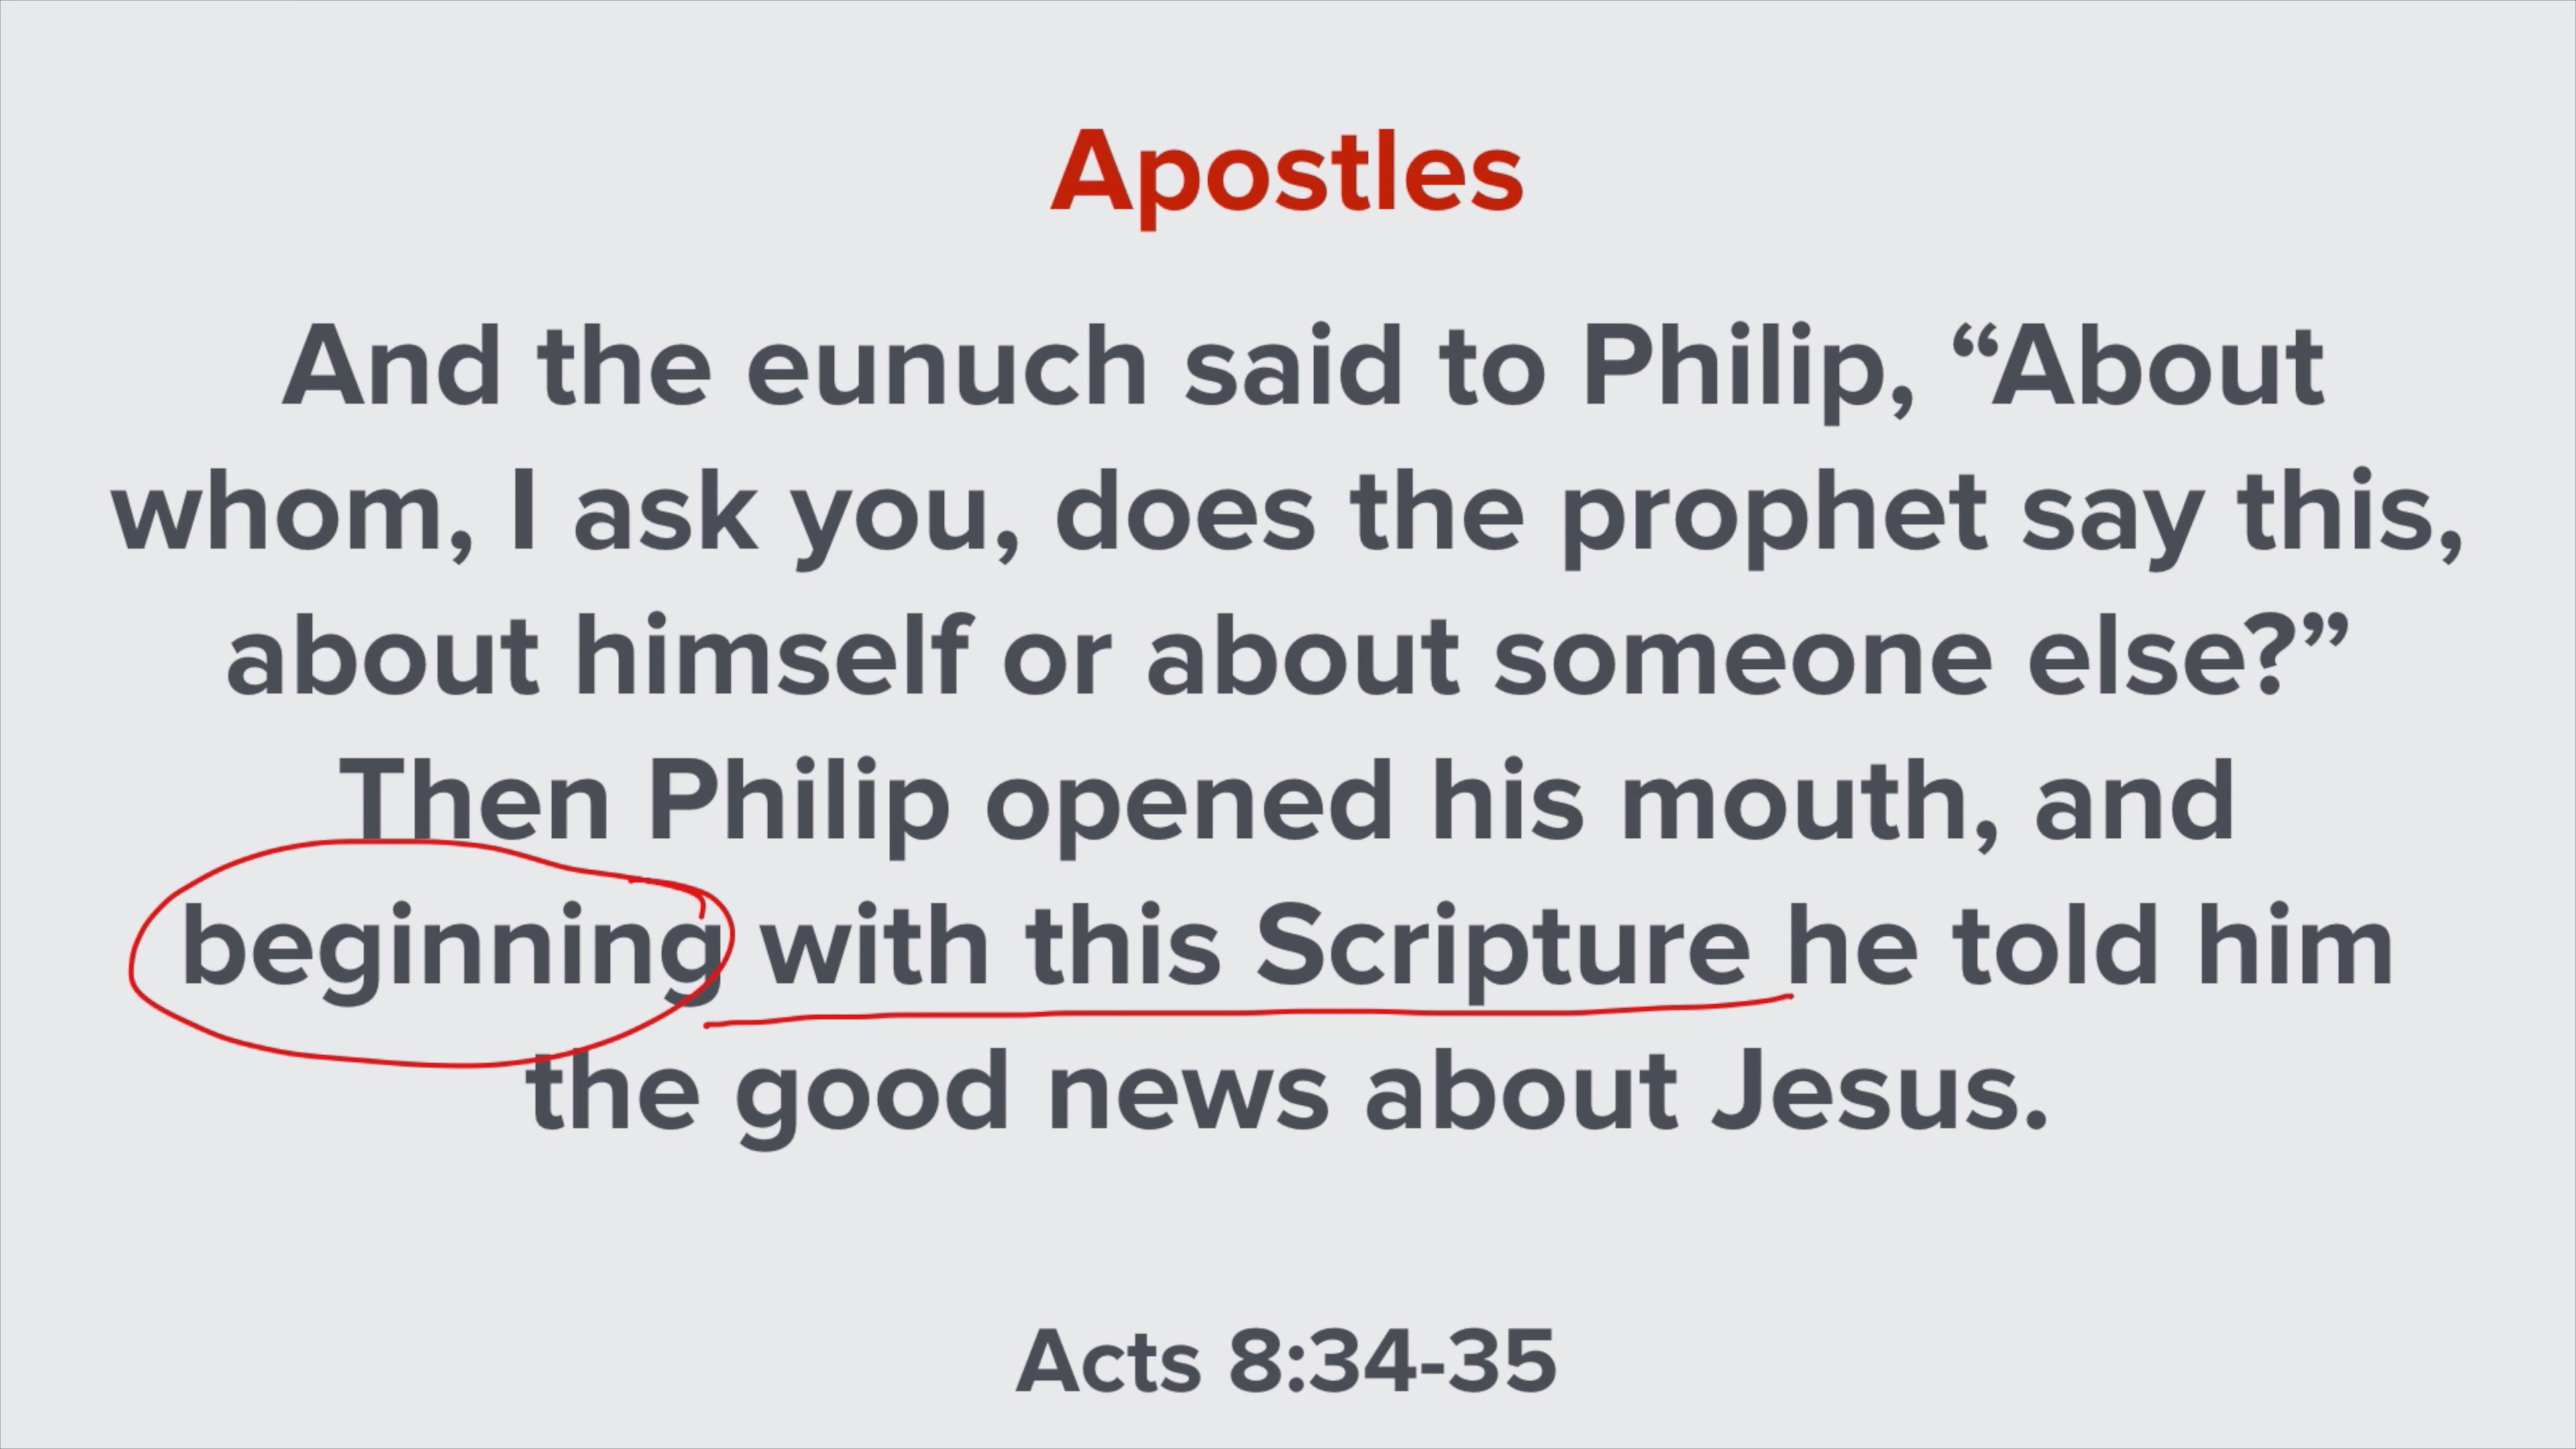 Apostles
And the eunuch said to Philip, “About
whom, I ask you, does the prophet say this,
about himself or about someone else?”
Then Philip opened his mouth, and
beginning with this Scripture he told him
the good news about Jesus.
Acts 8:34-35